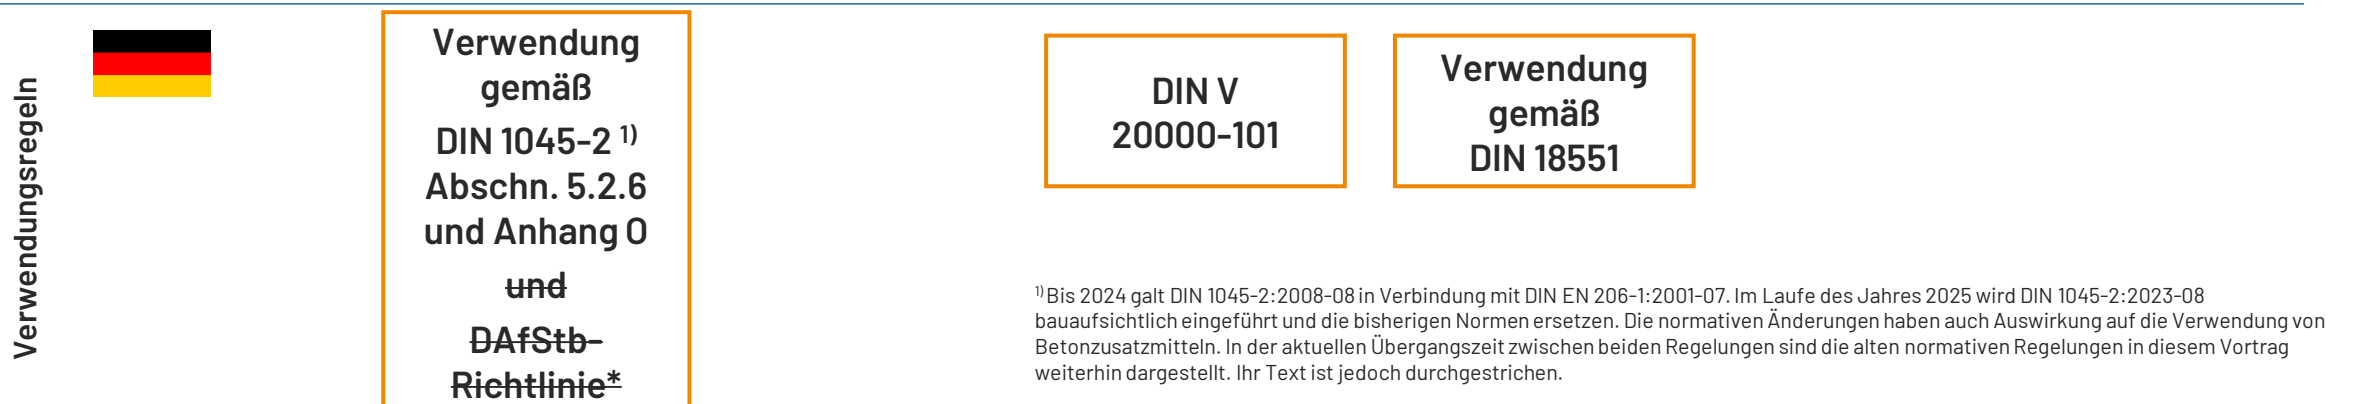 Verwendungsregeln
Verwendung
gemäß
DIN 1045-2 ¹⁾
Abschn. 5.2.6
und Anhang O
und
DAfStb-
Richtlinie*
DIN V
20000-101
Verwendung
gemäß
DIN 18551
¹⁾ Bis 2024 galt DIN 1045-2:2008-08 in Verbindung mit DIN EN 206-1:2001-07. Im Laufe des Jahres 2025 wird DIN 1045-2:2023-08
bauaufsichtlich eingeführt und die bisherigen Normen ersetzen. Die normativen Änderungen haben auch Auswirkung auf die Verwendung von
Betonzusatzmitteln. In der aktuellen Übergangszeit zwischen beiden Regelungen sind die alten normativen Regelungen in diesem Vortrag
weiterhin dargestellt. Ihr Text ist jedoch durchgestrichen.